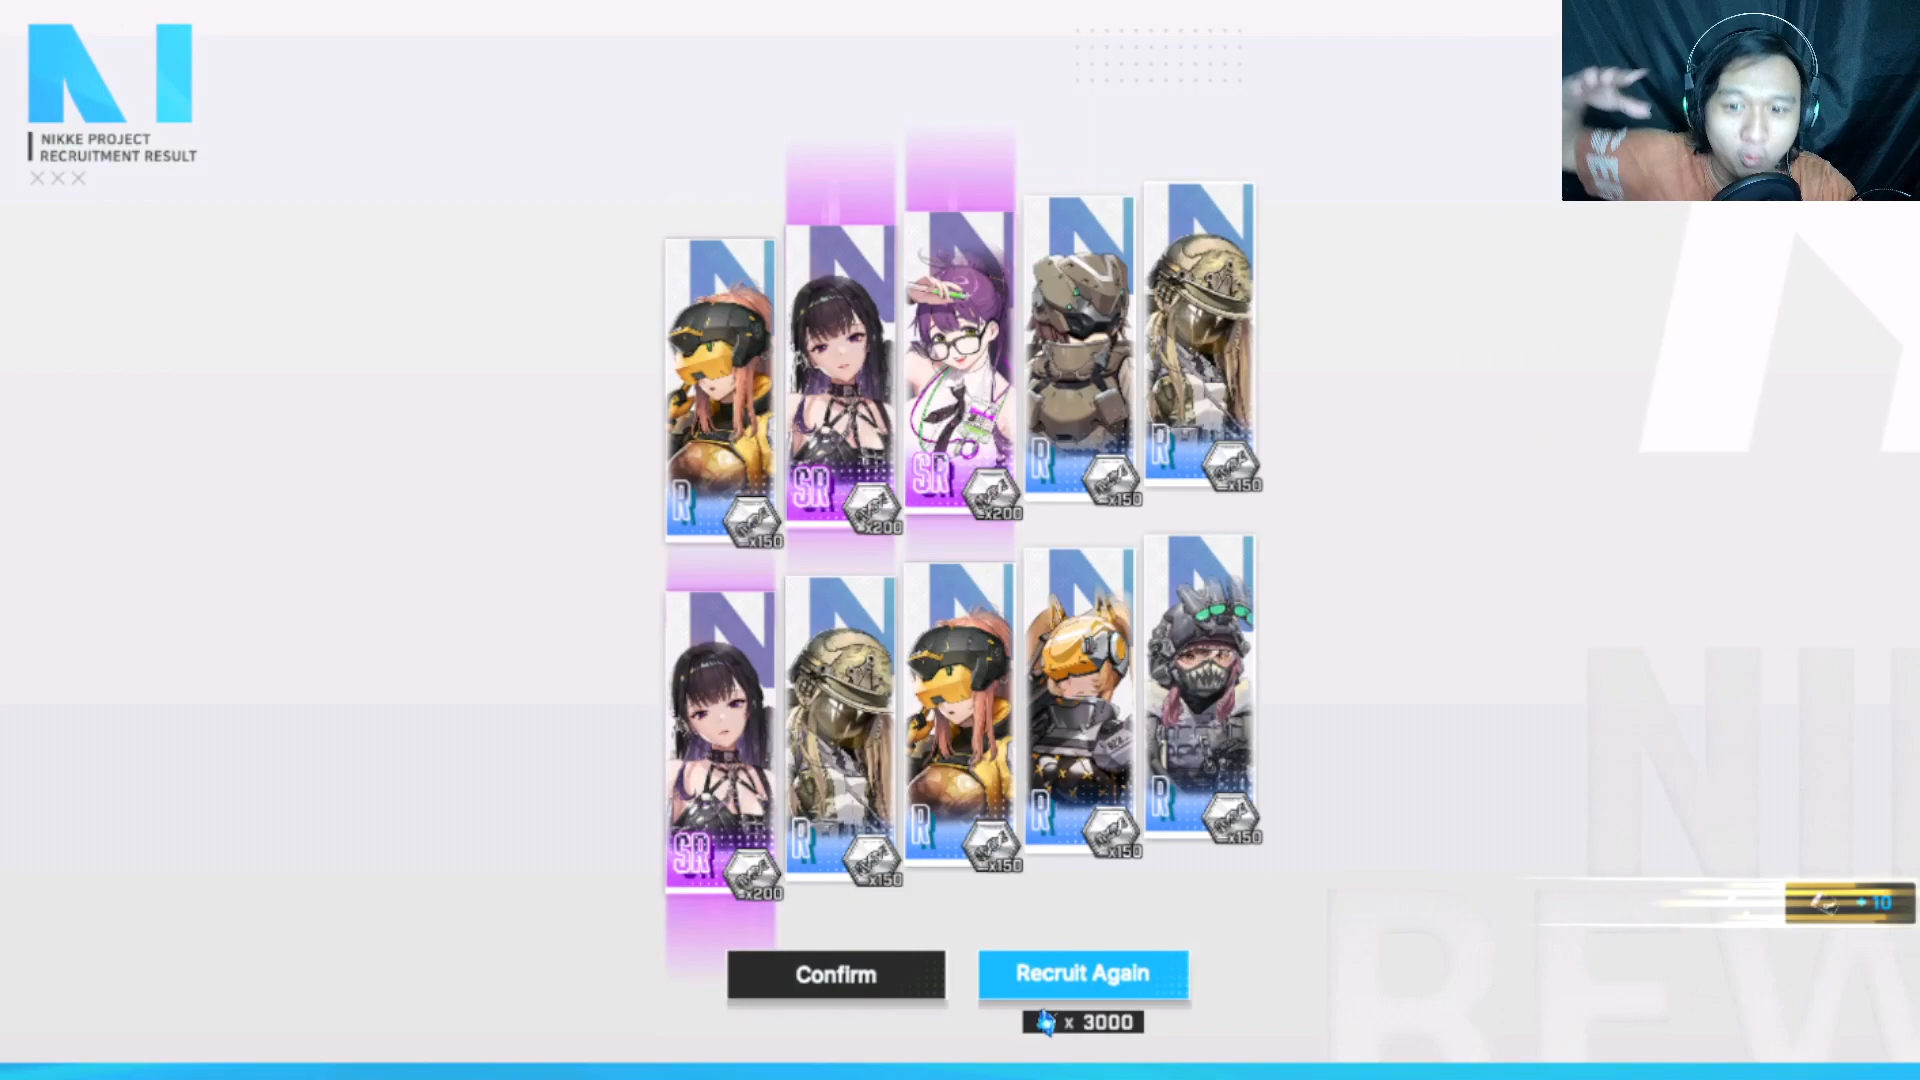 NIKKE PROJECT
RECRUITMENT RESULT
R
x150
SR
x200
SR
x200
R
x150
R
x150
SR
x200
R
x150
R
x150
R
x150
R
x150
+ 10
Confirm
Recruit Again
x 3000